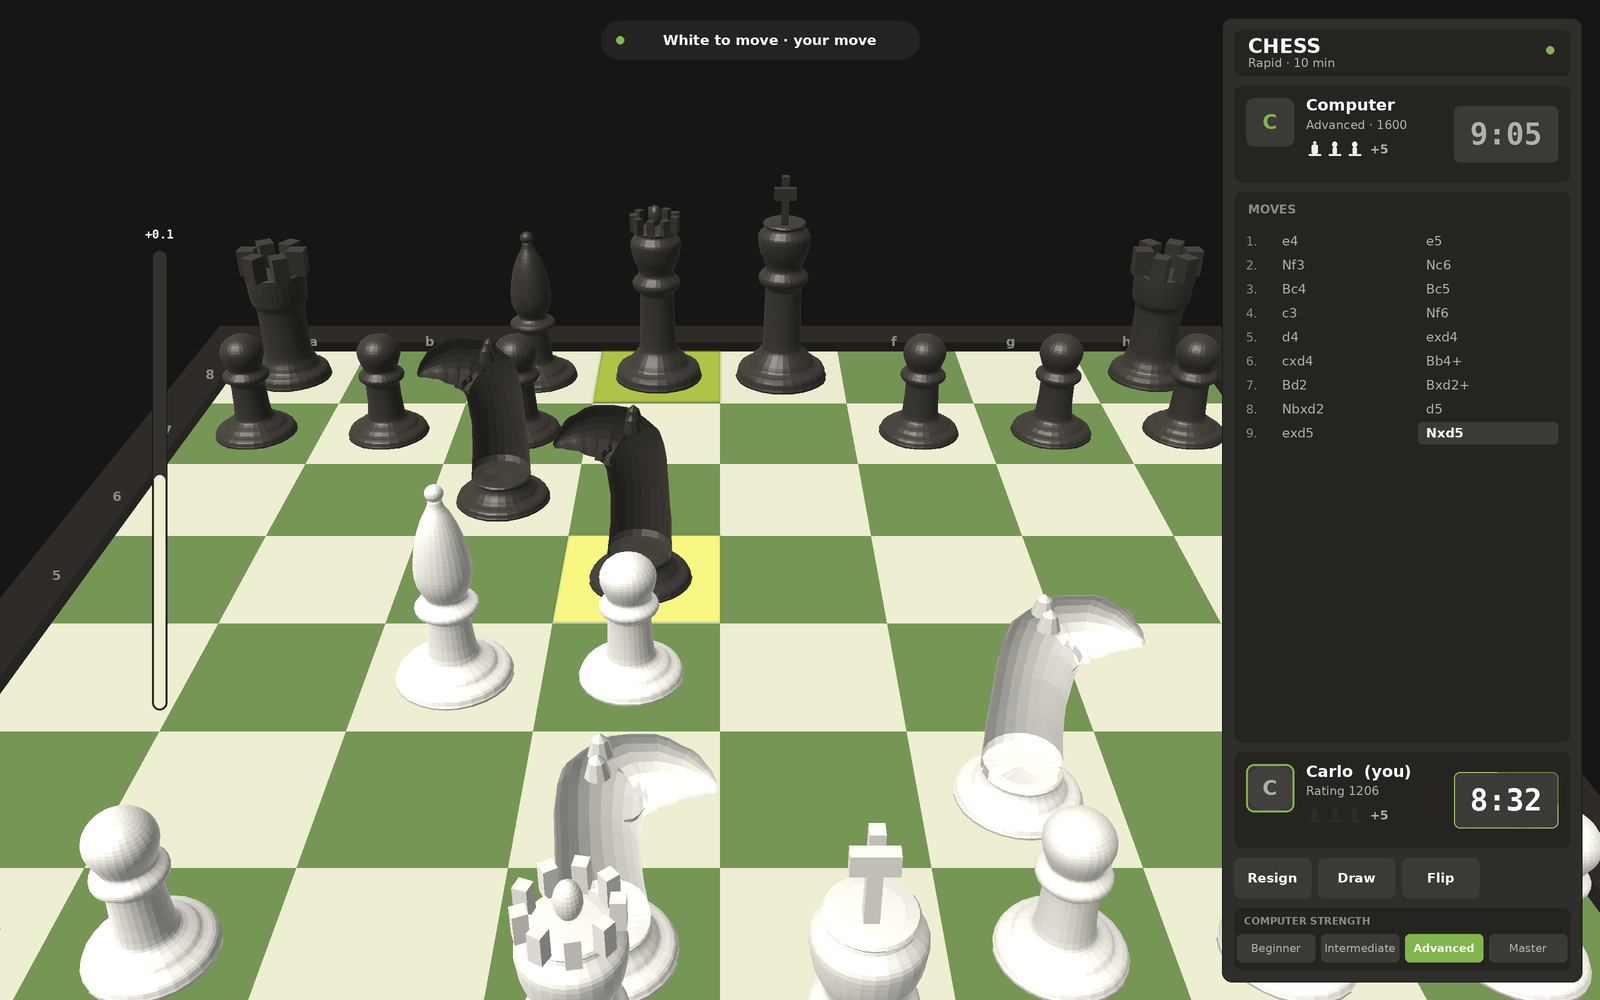 White to move · your move
+0.1
a
b
f
g
h
8
7
6
5
CHESS
Rapid · 10 min
C
Computer
Advanced · 1600
+5
9:05
MOVES
1. e4 e5
2. Nf3 Nc6
3. Bc4 Bc5
4. c3 Nf6
5. d4 exd4
6. cxd4 Bb4+
7. Bd2 Bxd2+
8. Nbxd2 d5
9. exd5 Nxd5
C
Carlo (you)
Rating 1206
+5
8:32
Resign Draw Flip
COMPUTER STRENGTH
Beginner Intermediate Advanced Master